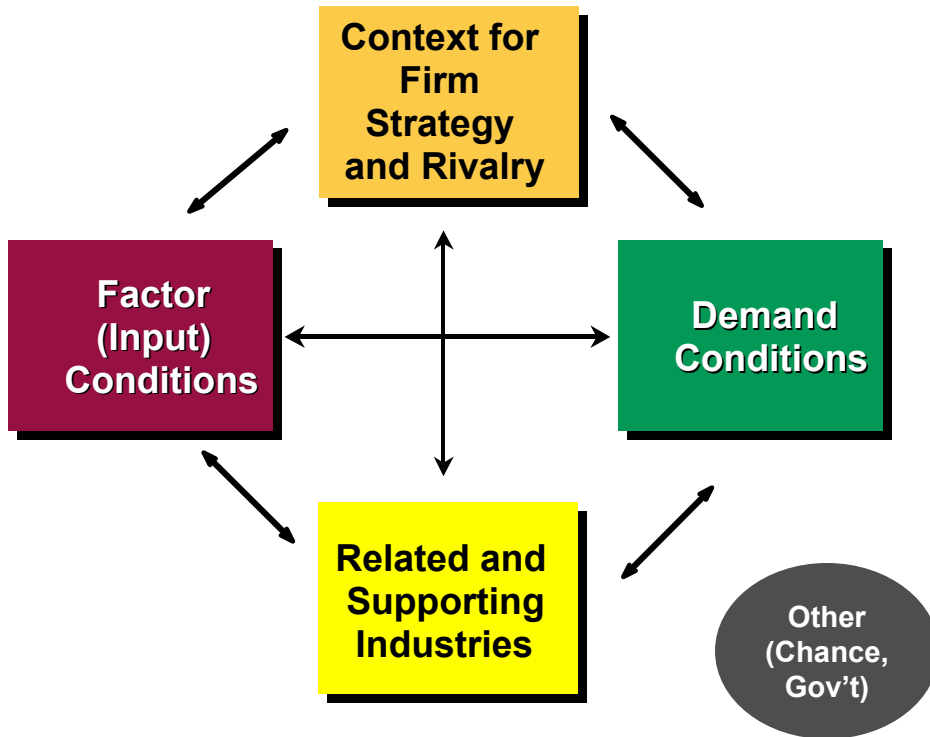 Context for
Firm
Strategy
and Rivalry
Factor
(Input)
Conditions
Demand
Conditions
Related and
Supporting
Industries
Other
(Chance,
Gov’t)